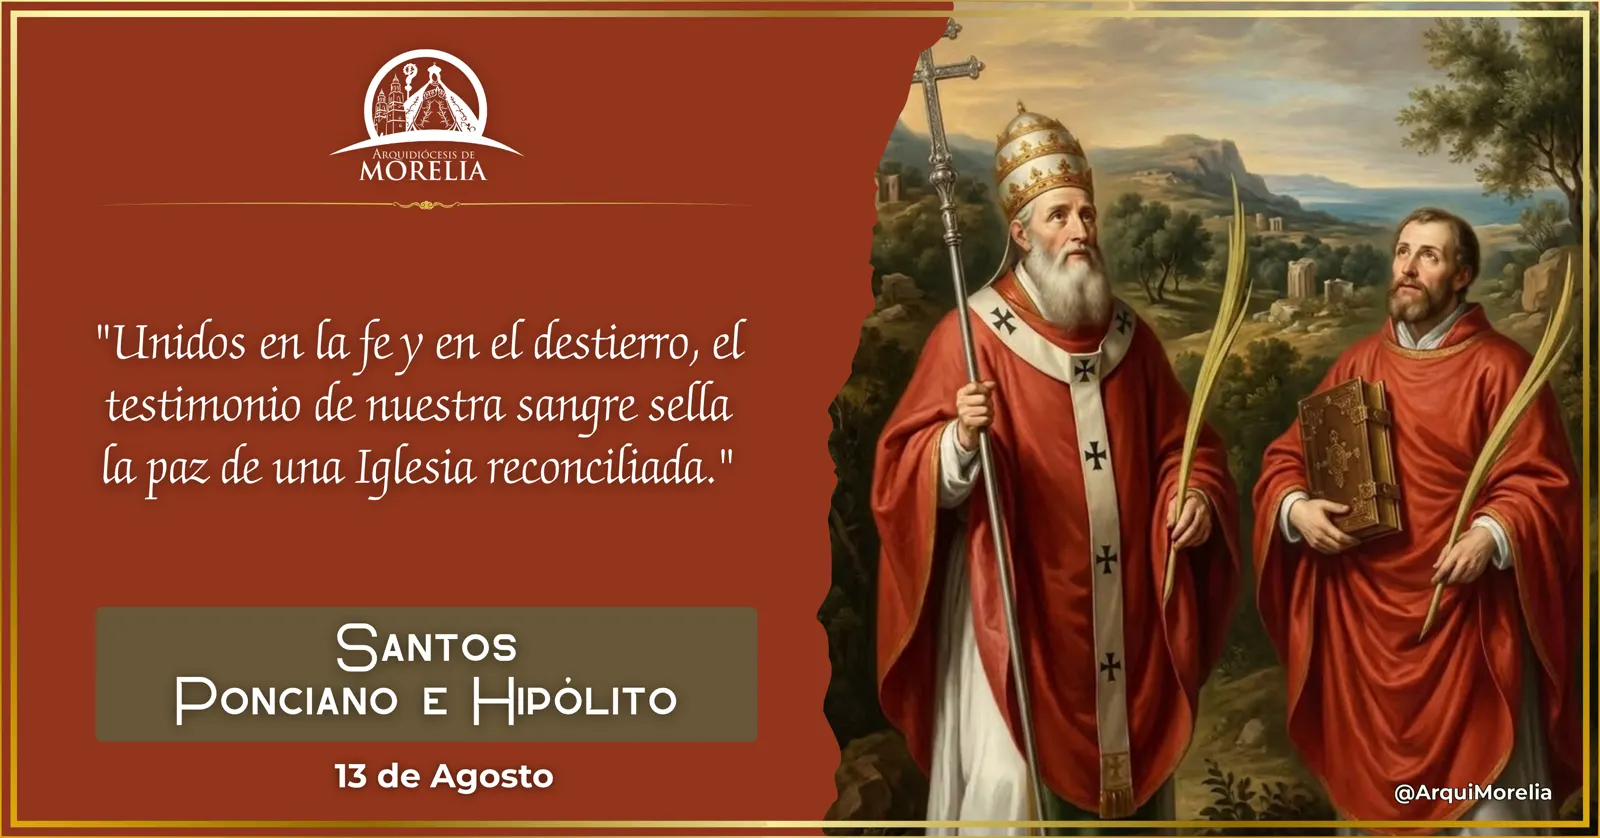 ARQUIDIÓCESIS DE
MORELIA
"Unidos en la fe y en el destierro, el
testimonio de nuestra sangre sella
la paz de una Iglesia reconciliada."
SANTOS
PONCIANO E HIPÓLITO
13 de Agosto
@ArquiMorelia